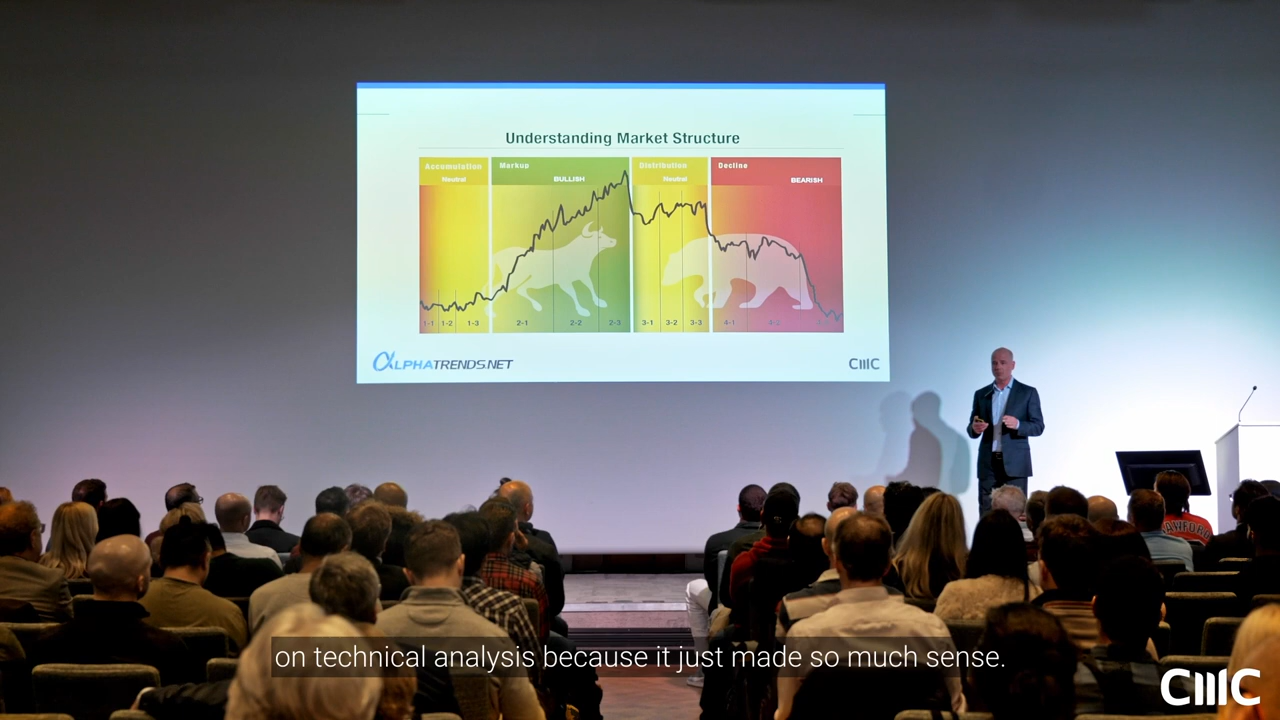 Understanding Market Structure
Accumulation Markup Distribution Decline
Neutral BULLISH Neutral BEARISH
1-1 1-2 1-3 2-1 2-2 2-3 3-1 3-2 3-3 4-1 4-2
ALPHATRENDS.NET CMC
on technical analysis because it just made so much sense.
CMC